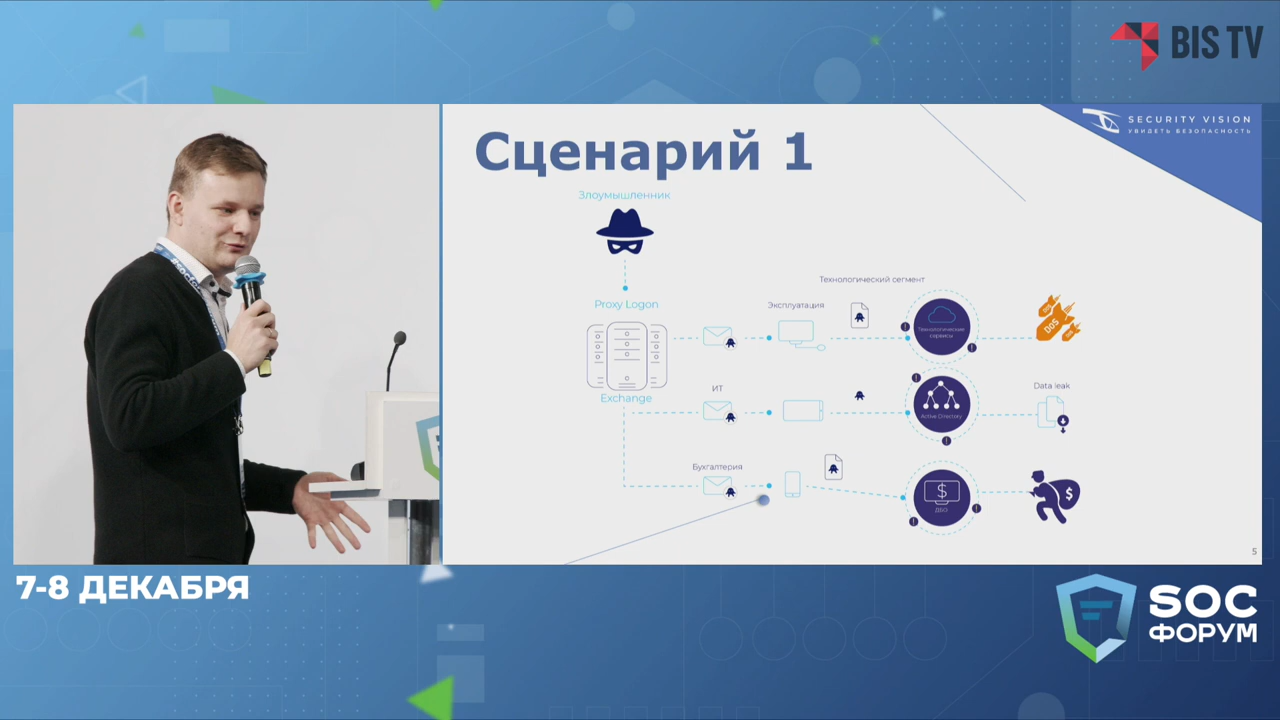 BIS TV
SECURITY VISION
УВИДЕТЬ БЕЗОПАСНОСТЬ
Сценарий 1
Злоумышленник
Технологический сегмент
Proxy Logon
Эксплуатация
Технологические
сервисы
DOS
Exchange
ИТ
Data leak
Active Directory
Бухгалтерия
$
ДБО
$
5
7-8 ДЕКАБРЯ
SOC
ФОРУМ